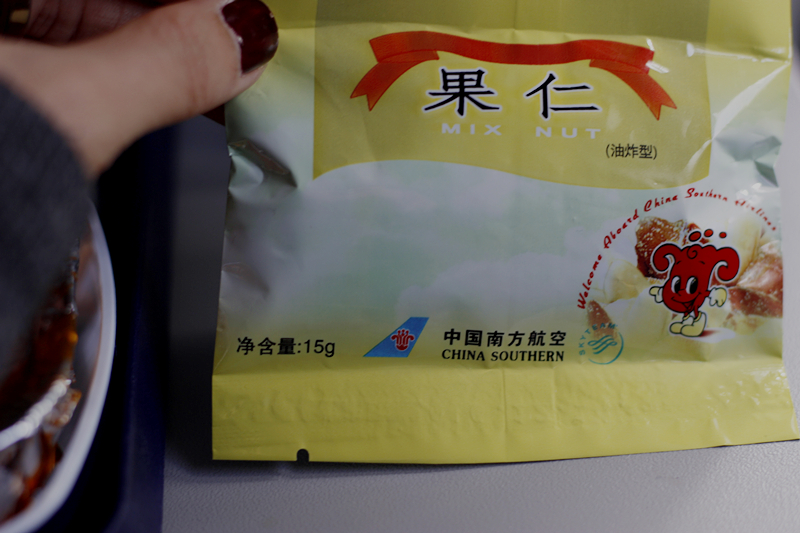 果仁
MIX NUT
(油炸型)
Welcome Aboard China Southern Airlines
SKYTEAM
净含量:15g
中国南方航空
CHINA SOUTHERN